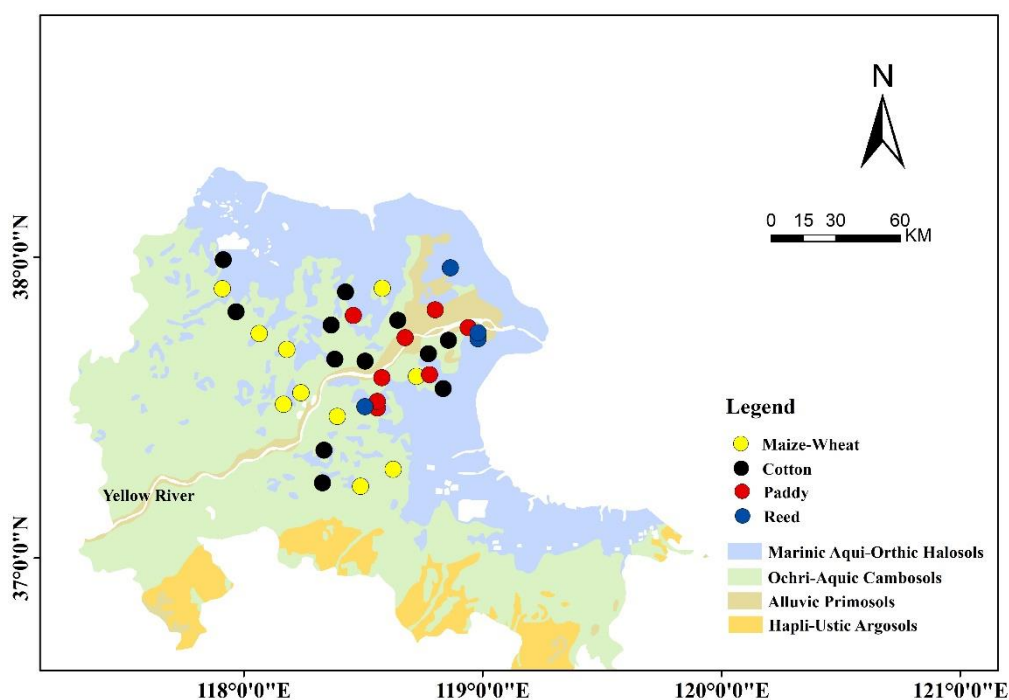 N
0 15 30 60
KM
38°0'0"N
37°0'0"N
Yellow River
Legend
Maize-Wheat
Cotton
Paddy
Reed
Marinic Aqui-Orthic Halosols
Ochri-Aquic Cambosols
Alluvic Primosols
Hapli-Ustic Argosols
118°0'0"E 119°0'0"E 120°0'0"E 121°0'0"E